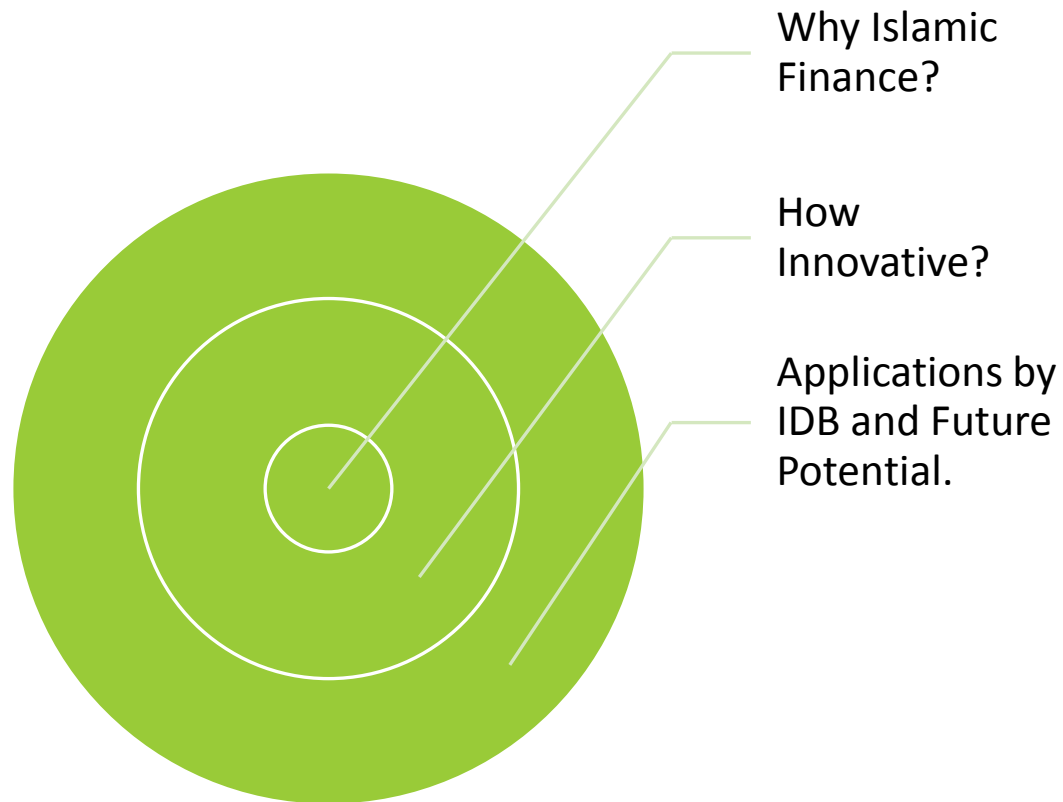 Why Islamic
Finance?
How
Innovative?
Applications by
IDB and Future
Potential.